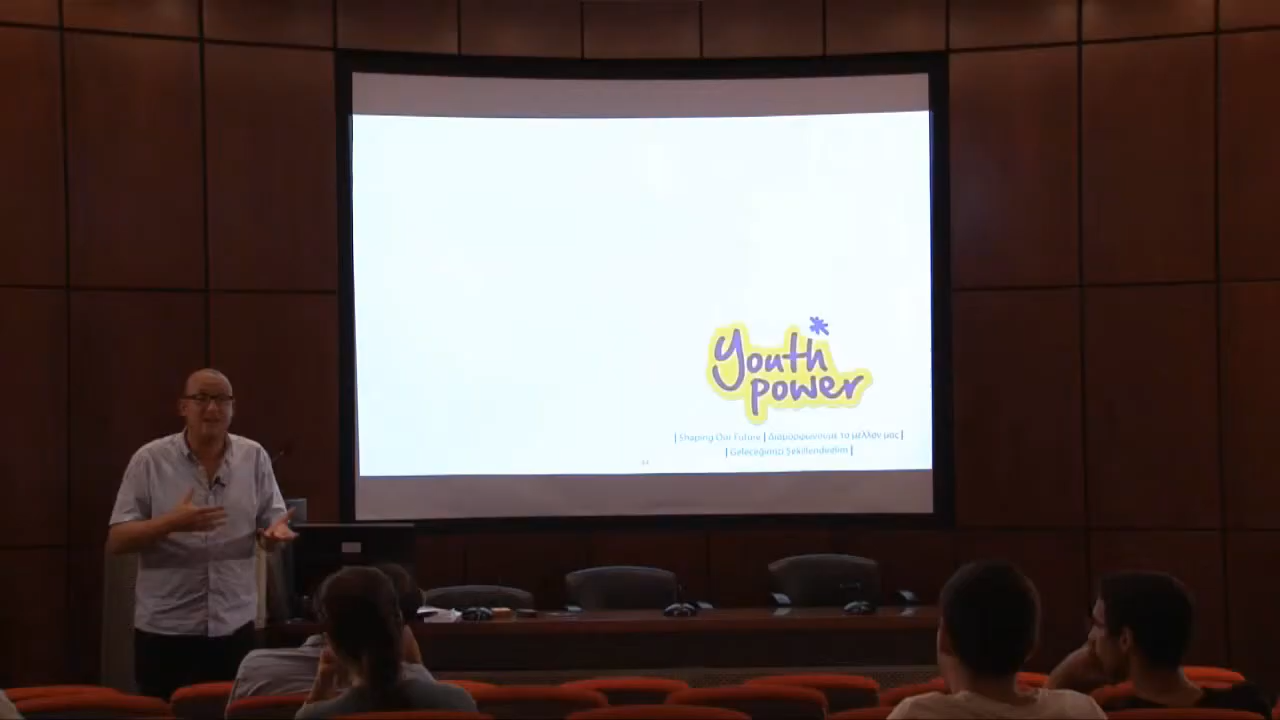 Youth
power
| Shaping Our Future | Διαμορφώνουμε το μέλλον μας |
| Geleceğimizi Şekillendirelim |